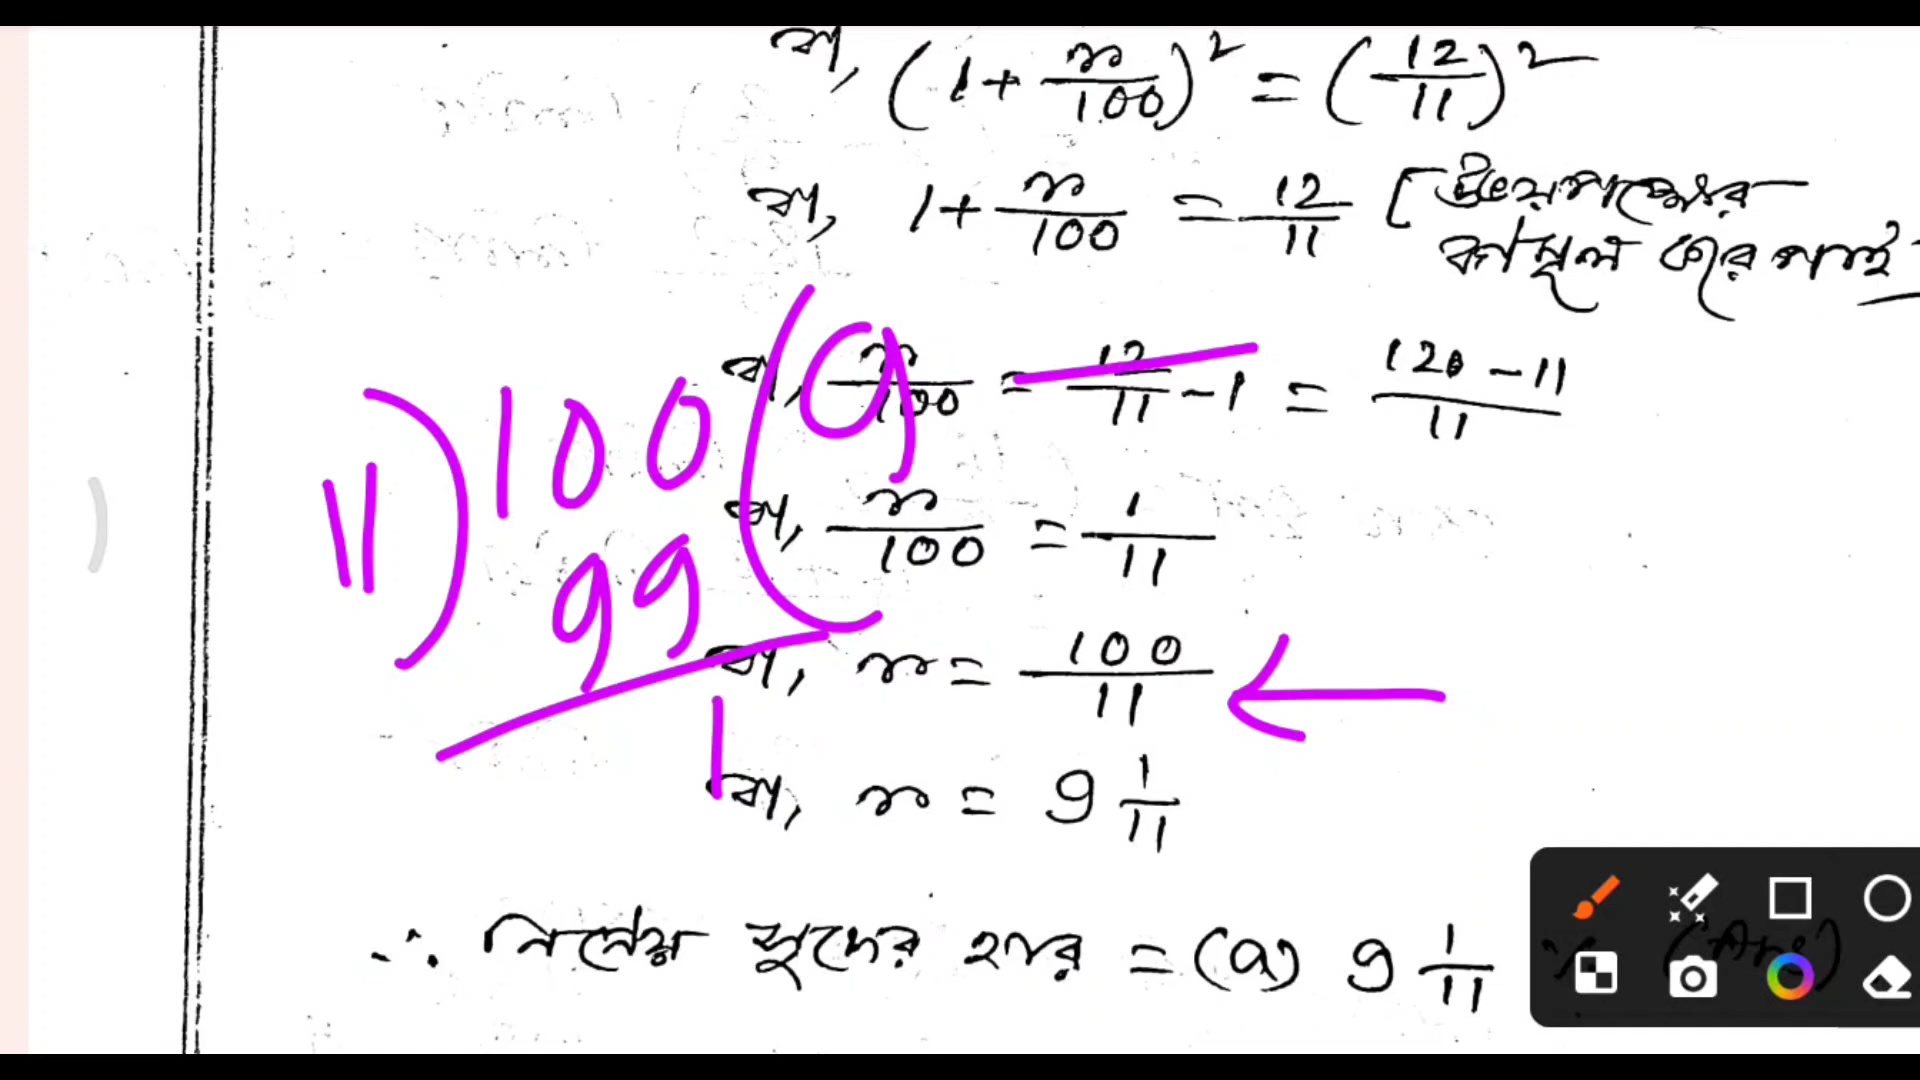 বা, (1 + r/100)² = (12/11)²
বা, 1 + r/100 = 12/11 [উভয়পক্ষের
বর্গমূল করে পাই]
বা, r/100 = 12/11 - 1 = 12 - 11/11
বা, r/100 = 1/11
বা, r = 100/11
বা, r = 9 1/11
∴ নির্নেয় সুদের হার = (a) 9 1/11 % (Ans)
11) 100 (9
99
1